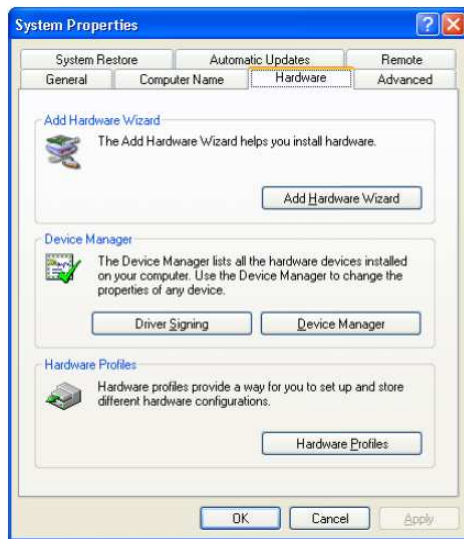 System Properties
System Restore Automatic Updates Remote
General Computer Name Hardware Advanced
Add Hardware Wizard
The Add Hardware Wizard helps you install hardware.
Add Hardware Wizard
Device Manager
The Device Manager lists all the hardware devices installed
on your computer. Use the Device Manager to change the
properties of any device.
Driver Signing Device Manager
Hardware Profiles
Hardware profiles provide a way for you to set up and store
different hardware configurations.
Hardware Profiles
OK Cancel Apply